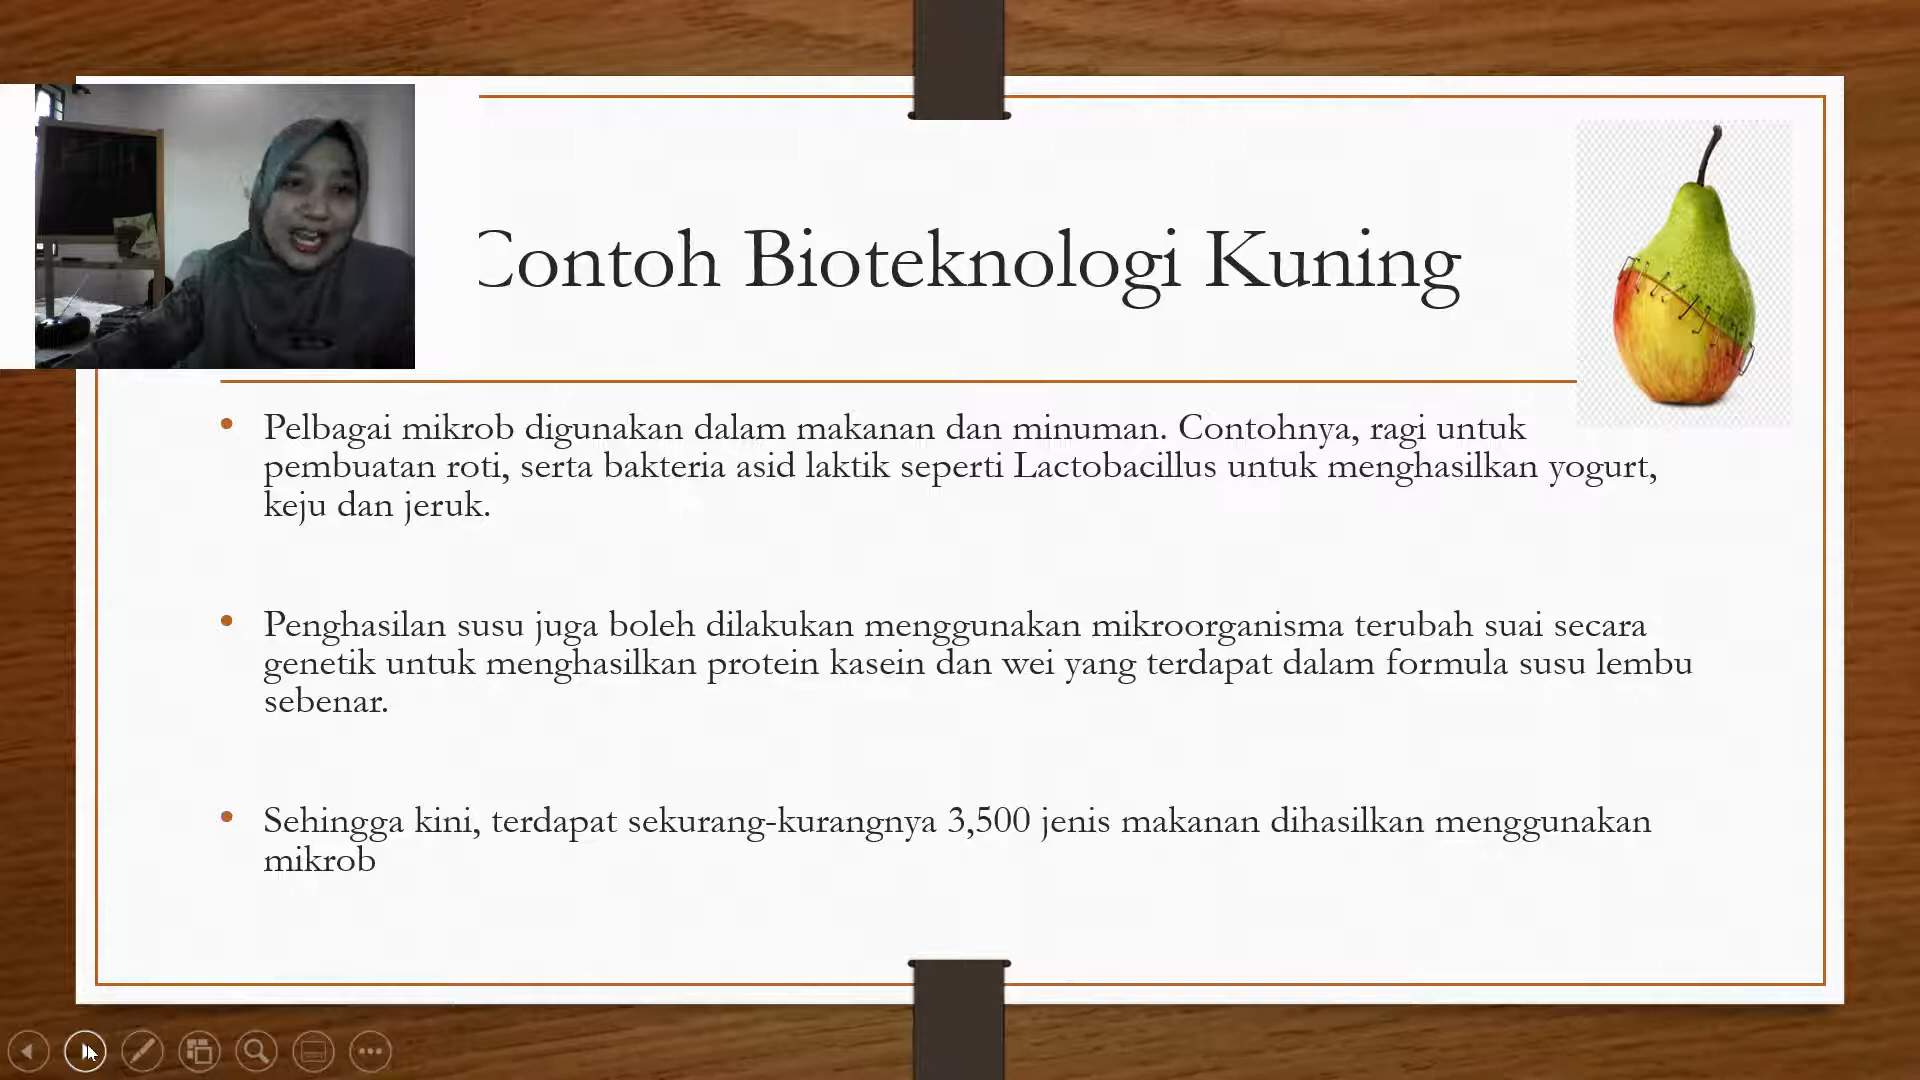 Contoh Bioteknologi Kuning
Pelbagai mikrob digunakan dalam makanan dan minuman. Contohnya, ragi untuk
pembuatan roti, serta bakteria asid laktik seperti Lactobacillus untuk menghasilkan yogurt,
keju dan jeruk.
Penghasilan susu juga boleh dilakukan menggunakan mikroorganisma terubah suai secara
genetik untuk menghasilkan protein kasein dan wei yang terdapat dalam formula susu lembu
sebenar.
Sehingga kini, terdapat sekurang-kurangnya 3,500 jenis makanan dihasilkan menggunakan
mikrob